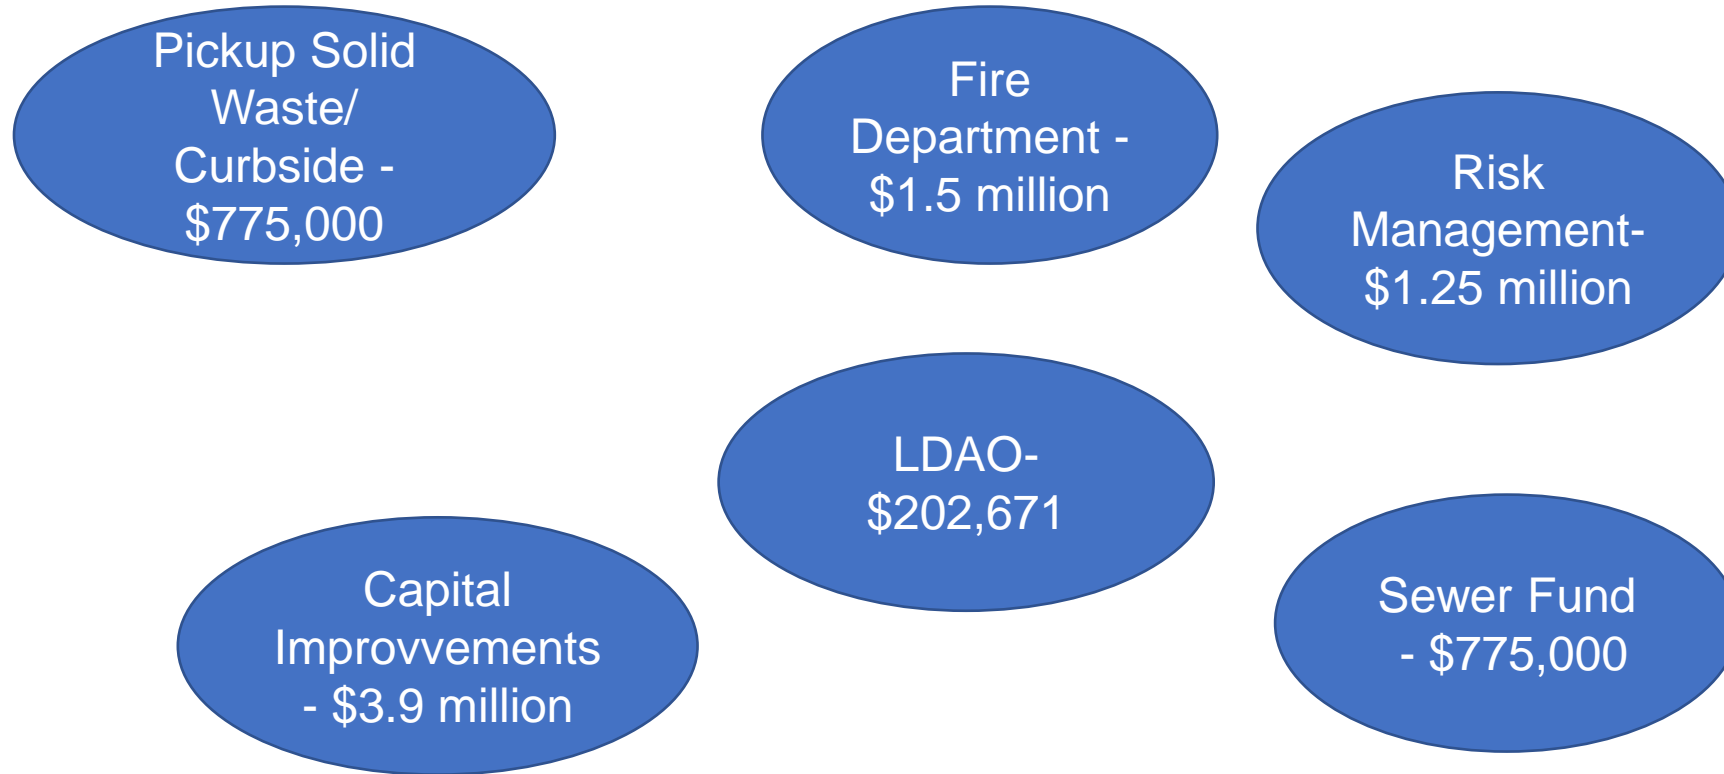 Pickup Solid
Waste/
Curbside -
$775,000
Fire
Department -
$1.5 million
Risk
Management-
$1.25 million
LDAO-
$202,671
Capital
Improvvements
- $3.9 million
Sewer Fund
- $775,000